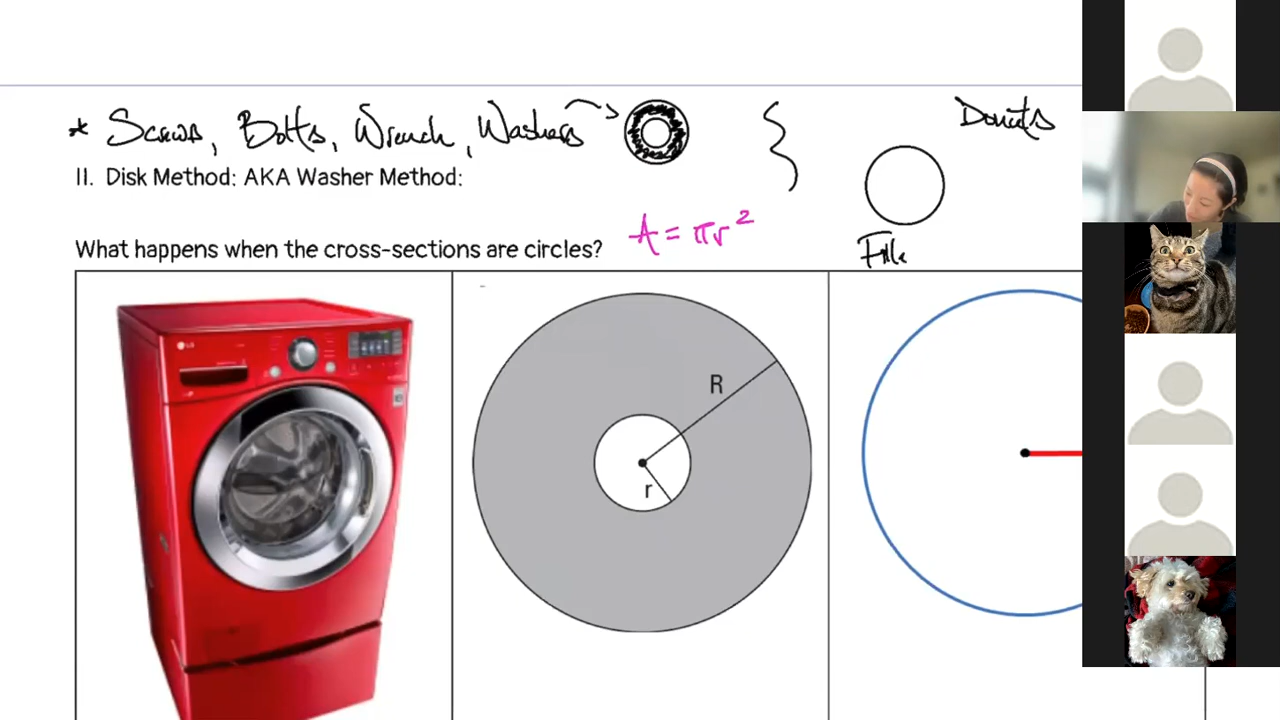 * Screws, Bolts, Wrench, Washers
Donuts
II. Disk Method: AKA Washer Method:
A = πr²
What happens when the cross-sections are circles?
LG
R
r